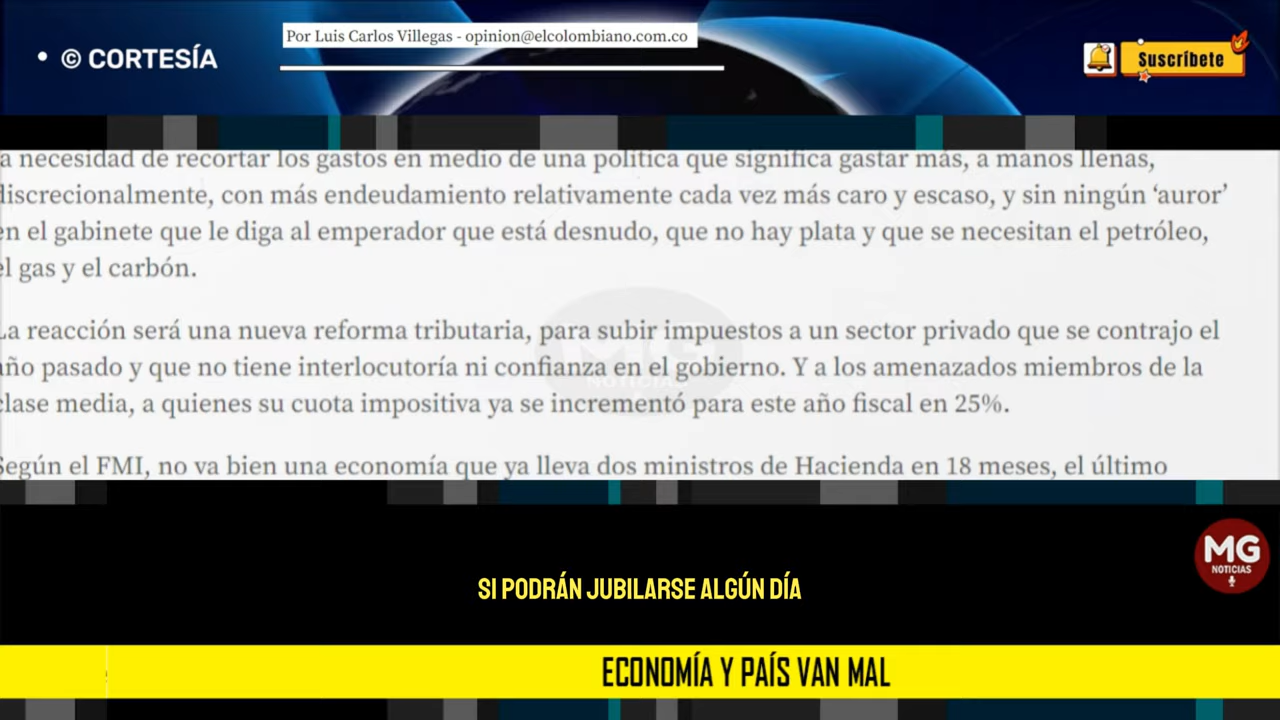 Por Luis Carlos Villegas - opinion@elcolombiano.com.co
• © CORTESÍA
Suscríbete
a necesidad de recortar los gastos en medio de una política que significa gastar más, a manos llenas,
discrecionalmente, con más endeudamiento relativamente cada vez más caro y escaso, y sin ningún ‘auror’
en el gabinete que le diga al emperador que está desnudo, que no hay plata y que se necesitan el petróleo,
el gas y el carbón.
La reacción será una nueva reforma tributaria, para subir impuestos a un sector privado que se contrajo el
año pasado y que no tiene interlocutoría ni confianza en el gobierno. Y a los amenazados miembros de la
clase media, a quienes su cuota impositiva ya se incrementó para este año fiscal en 25%.
Según el FMI, no va bien una economía que ya lleva dos ministros de Hacienda en 18 meses, el último
MG
NOTICIAS
MG
NOTICIAS
SI PODRÁN JUBILARSE ALGÚN DÍA
ECONOMÍA Y PAÍS VAN MAL